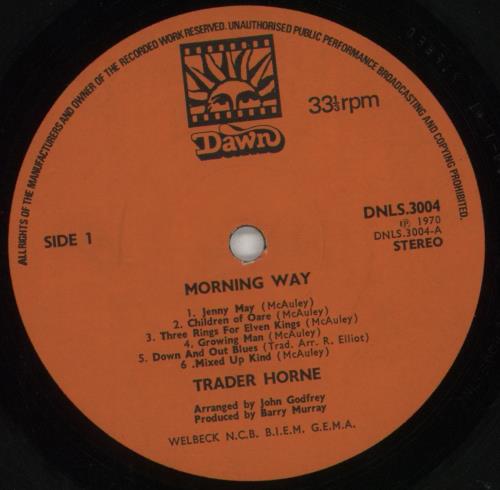 ALL RIGHTS OF THE MANUFACTURERS AND OWNER OF THE RECORDED WORK RESERVED. UNAUTHORISED PUBLIC PERFORMANCE BROADCASTING AND COPYING PROHIBITED.
Dawn
33⅓rpm
SIDE 1
DNLS.3004
℗ 1970
DNLS.3004-A
STEREO
MORNING WAY
1. Jenny May (McAuley)
2. Children of Oare (McAuley)
3. Three Rings For Elven Kings (McAuley)
4. Growing Man (McAuley)
5. Down And Out Blues (Trad. Arr. R. Elliot)
6 .Mixed Up Kind (McAuley)
TRADER HORNE
Arranged by John Godfrey
Produced by Barry Murray
WELBECK N.C.B. B.I.E.M. G.E.M.A.